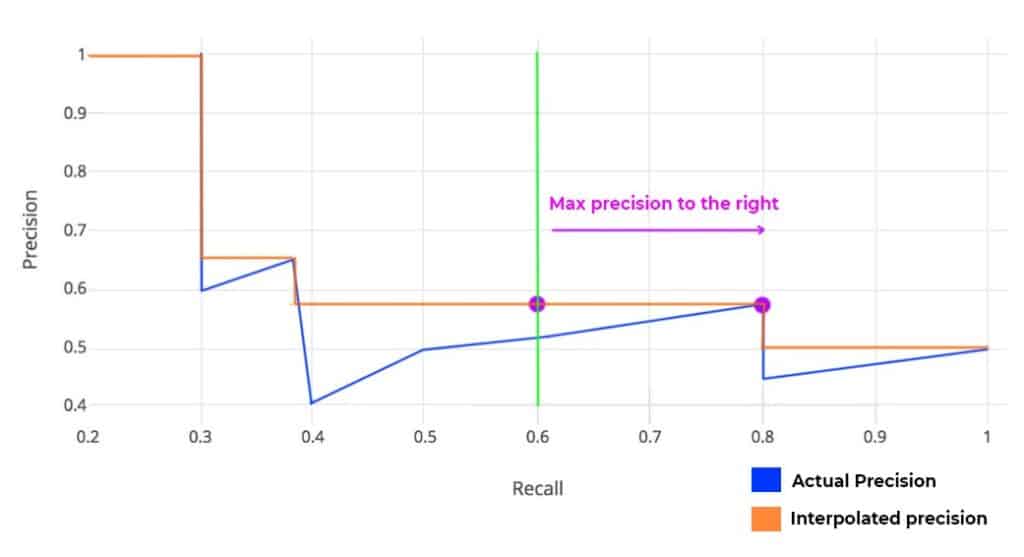 1
0.9
0.8
Max precision to the right
0.7
Precision
0.6
0.5
0.4
0.2 0.3 0.4 0.5 0.6 0.7 0.8 0.9 1
Recall
Actual Precision
Interpolated precision